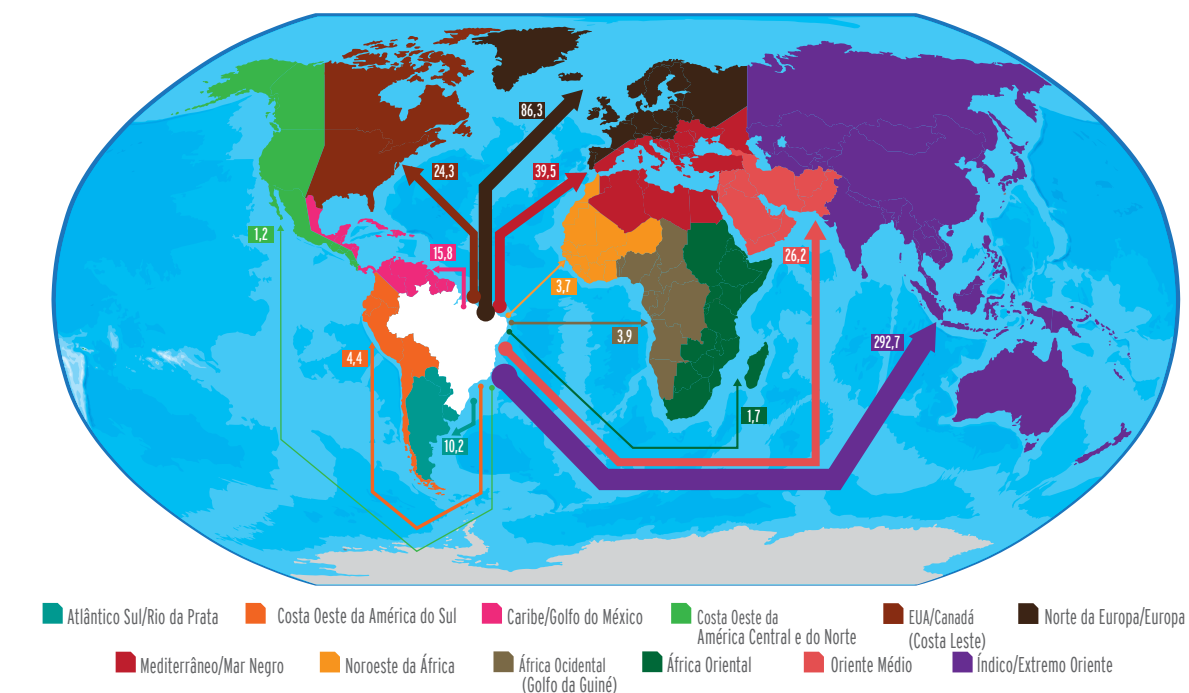 86,3
24,3
39,5
1,2
15,8
26,2
3,7
3,9
292,7
4,4
1,7
10,2
Atlântico Sul/Rio da Prata
Costa Oeste da América do Sul
Caribe/Golfo do México
Costa Oeste da
América Central e do Norte
EUA/Canadá
(Costa Leste)
Norte da Europa/Europa
Mediterrâneo/Mar Negro
Noroeste da África
África Ocidental
(Golfo da Guiné)
África Oriental
Oriente Médio
Índico/Extremo Oriente